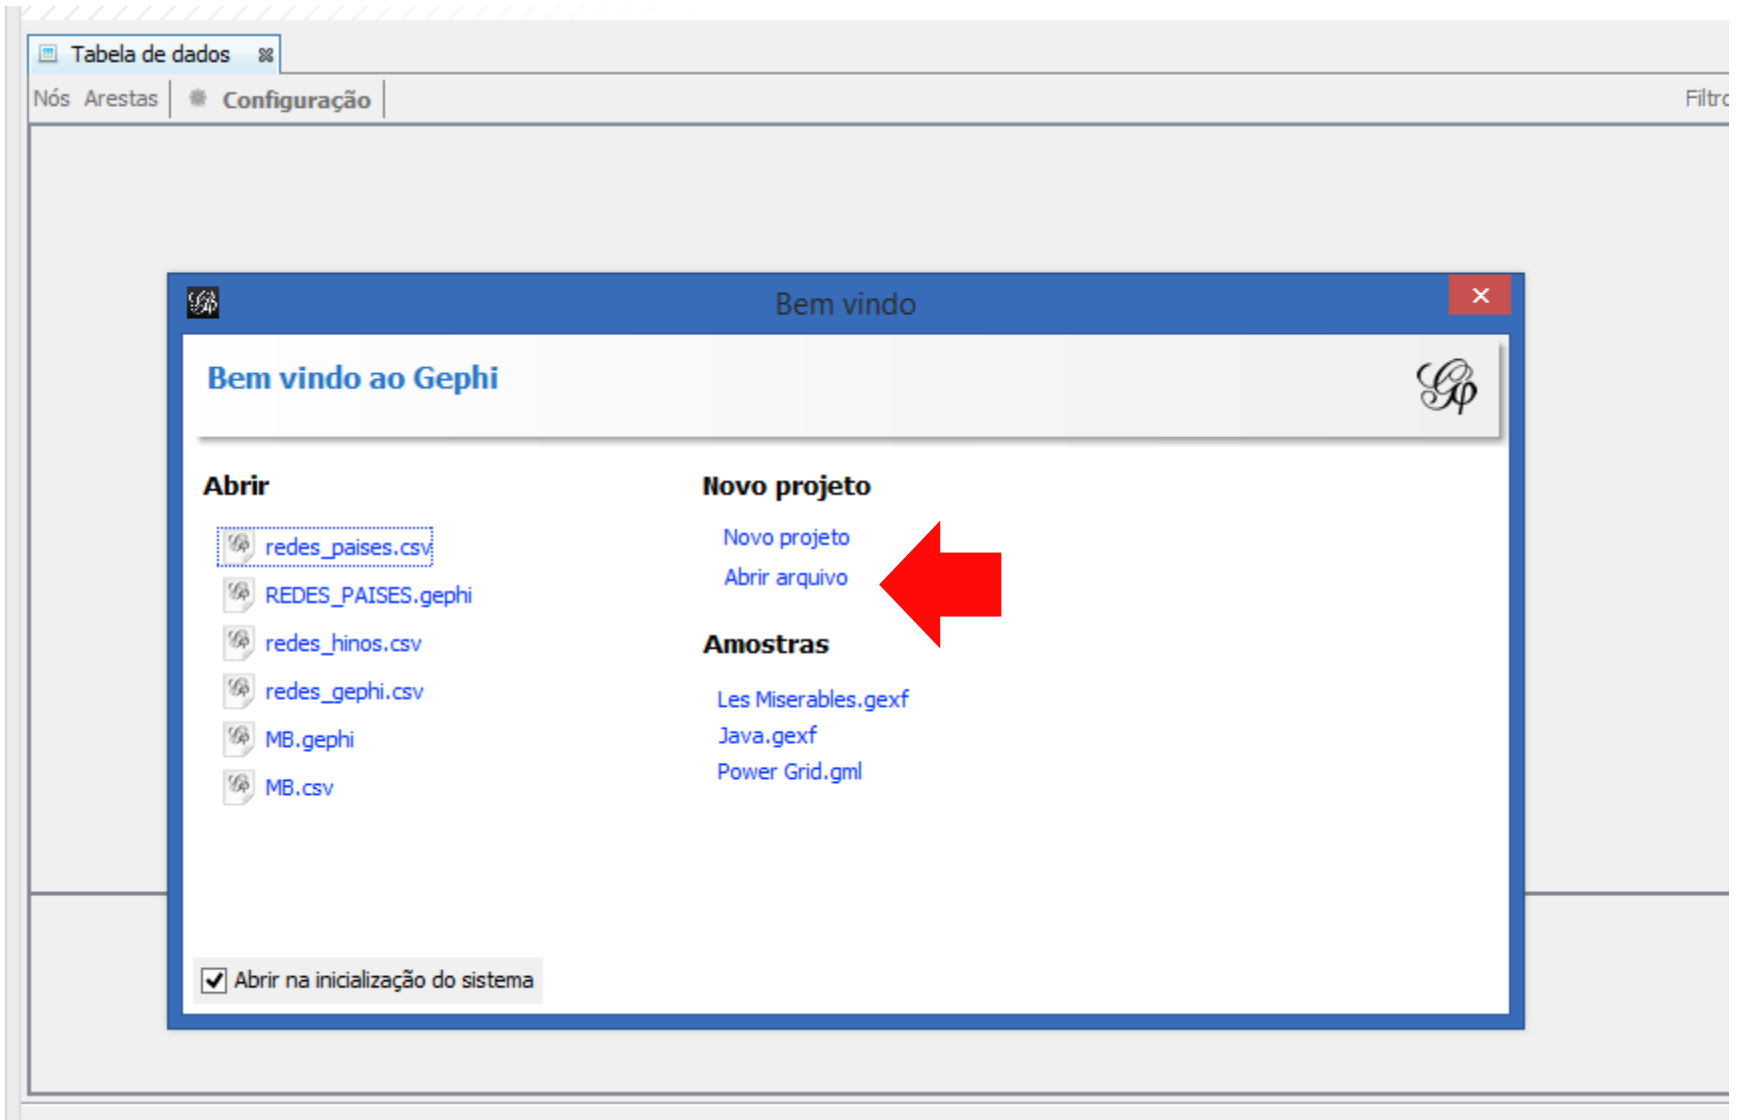 Tabela de dados
Nós Arestas Configuração
Bem vindo
Bem vindo ao Gephi
Abrir
redes_paises.csv
REDES_PAISES.gephi
redes_hinos.csv
redes_gephi.csv
MB.gephi
MB.csv
Novo projeto
Novo projeto
Abrir arquivo
Amostras
Les Miserables.gexf
Java.gexf
Power Grid.gml
Abrir na inicialização do sistema